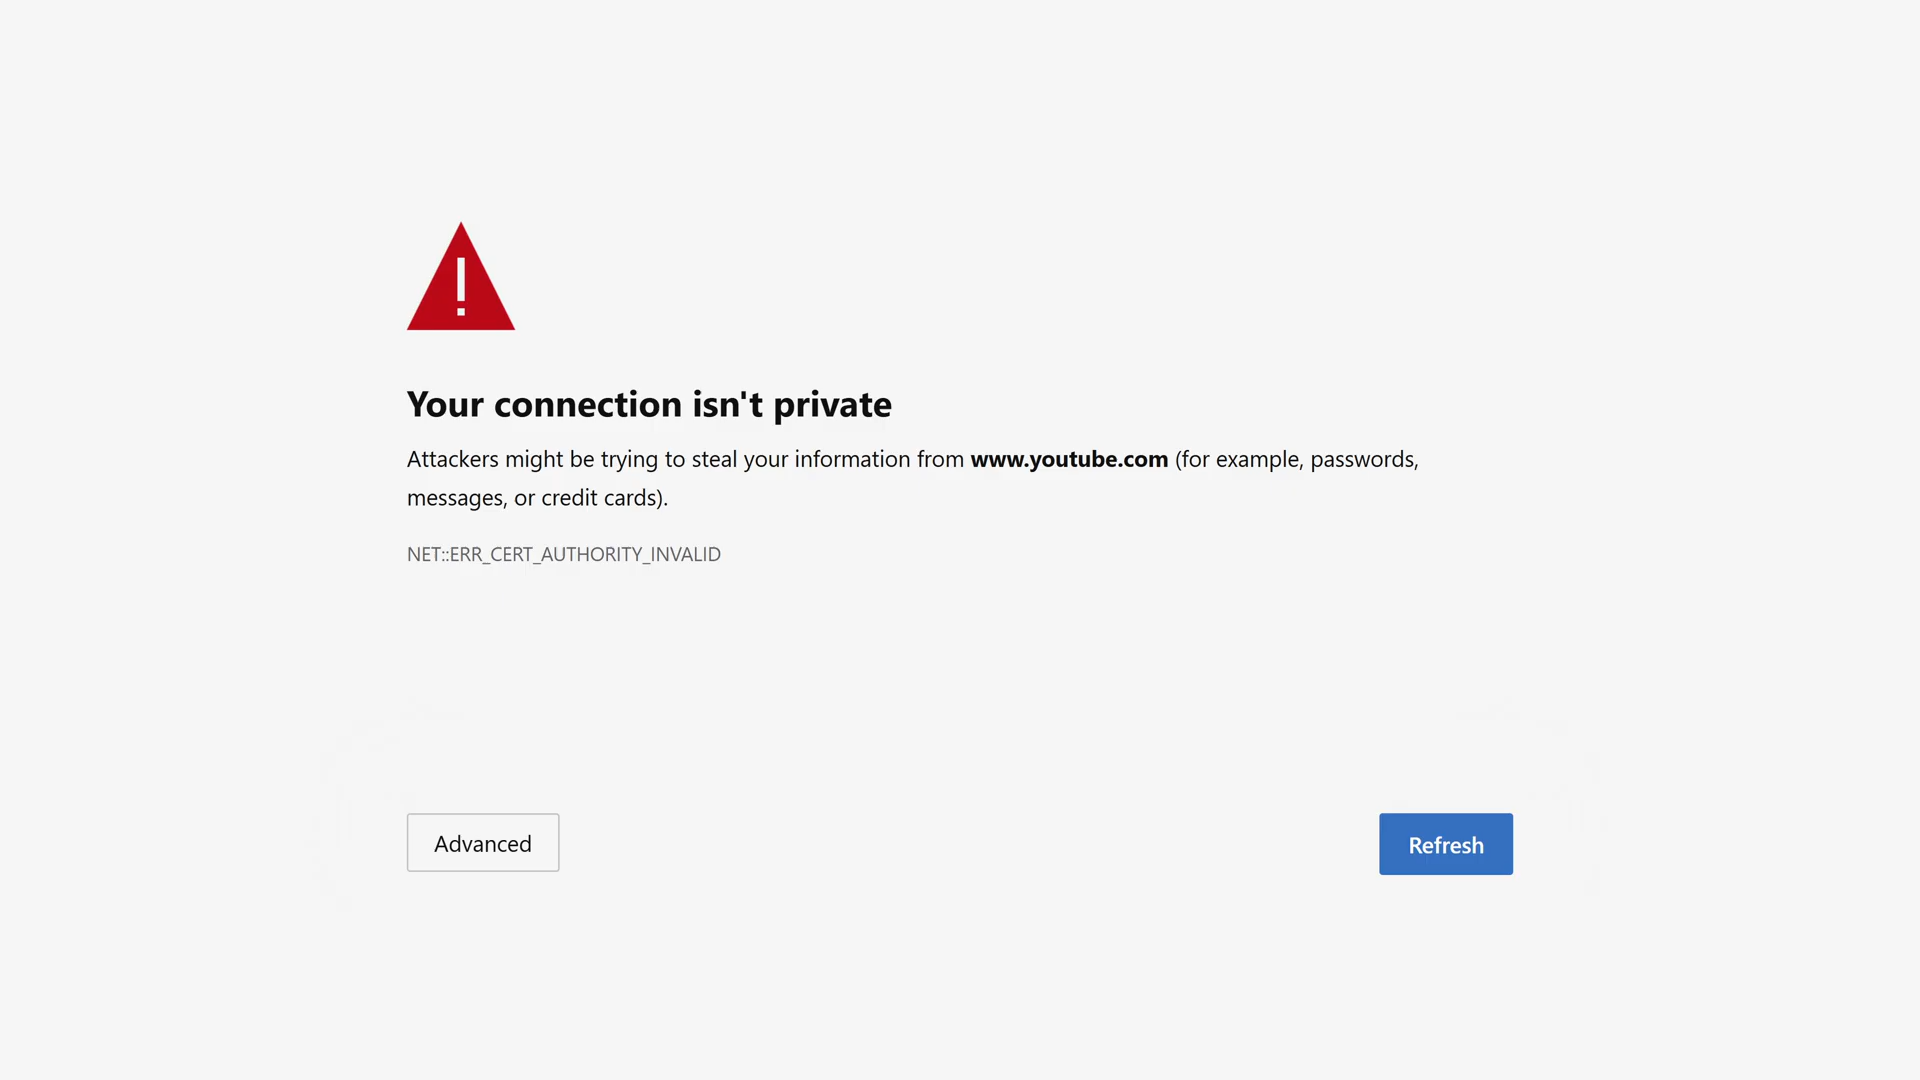 Your connection isn't private
Attackers might be trying to steal your information from www.youtube.com (for example, passwords,
messages, or credit cards).
NET::ERR_CERT_AUTHORITY_INVALID
Advanced
Refresh